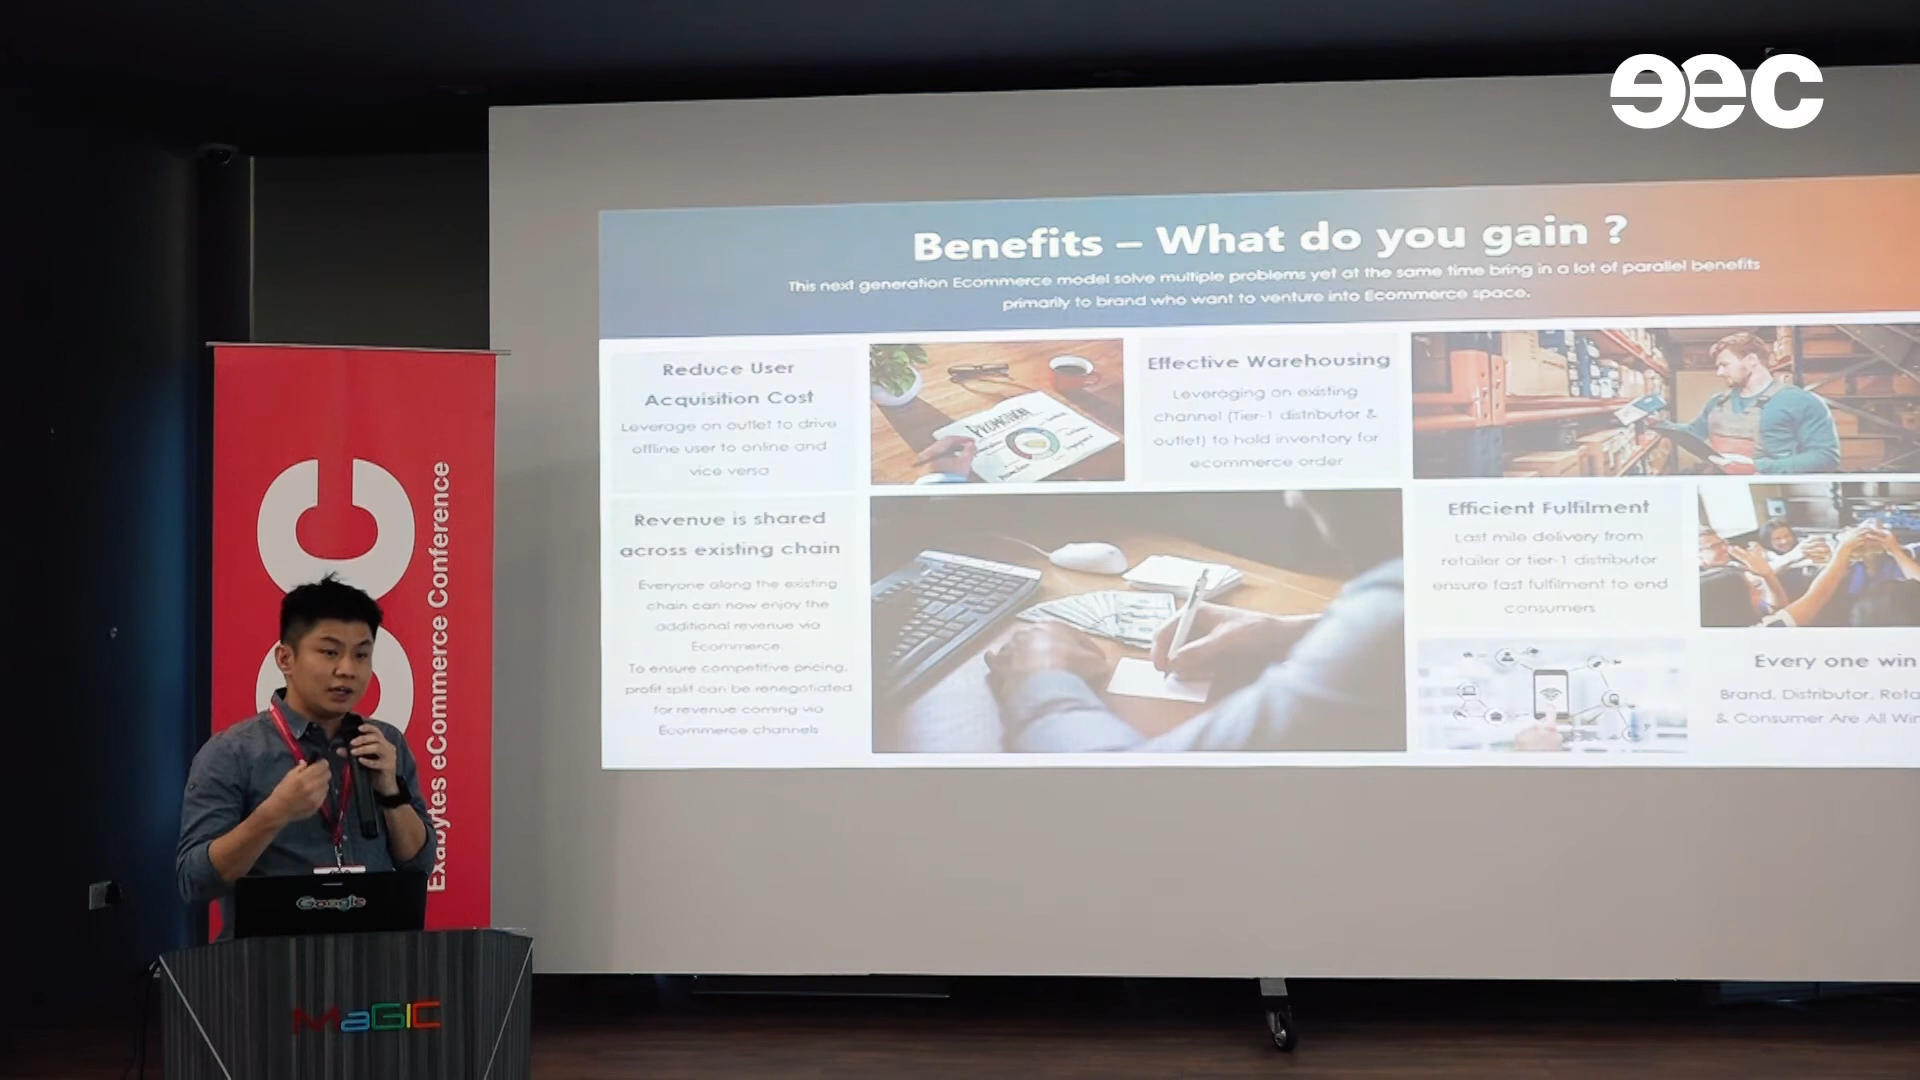 eec
Benefits – What do you gain ?
This next generation Ecommerce model solve multiple problems yet at the same time bring in a lot of parallel benefits
primarily to brand who want to venture into Ecommerce space.
Reduce User
Acquisition Cost
Leverage on outlet to drive
offline user to online and
vice versa
PROMOTION
Effective Warehousing
Leveraging on existing
channel (Tier-1 distributor &
outlet) to hold inventory for
ecommerce order
Revenue is shared
across existing chain
Everyone along the existing
chain can now enjoy the
additional revenue via
Ecommerce.
To ensure competitive pricing,
profit split can be renegotiated
for revenue coming via
Ecommerce channels
Efficient Fulfilment
Last mile delivery from
retailer or tier-1 distributor
ensure fast fulfilment to end
consumers
Every one win
Brand, Distributor, Reta
& Consumer Are All Win
Exabytes eCommerce Conference
Google
MaGIC